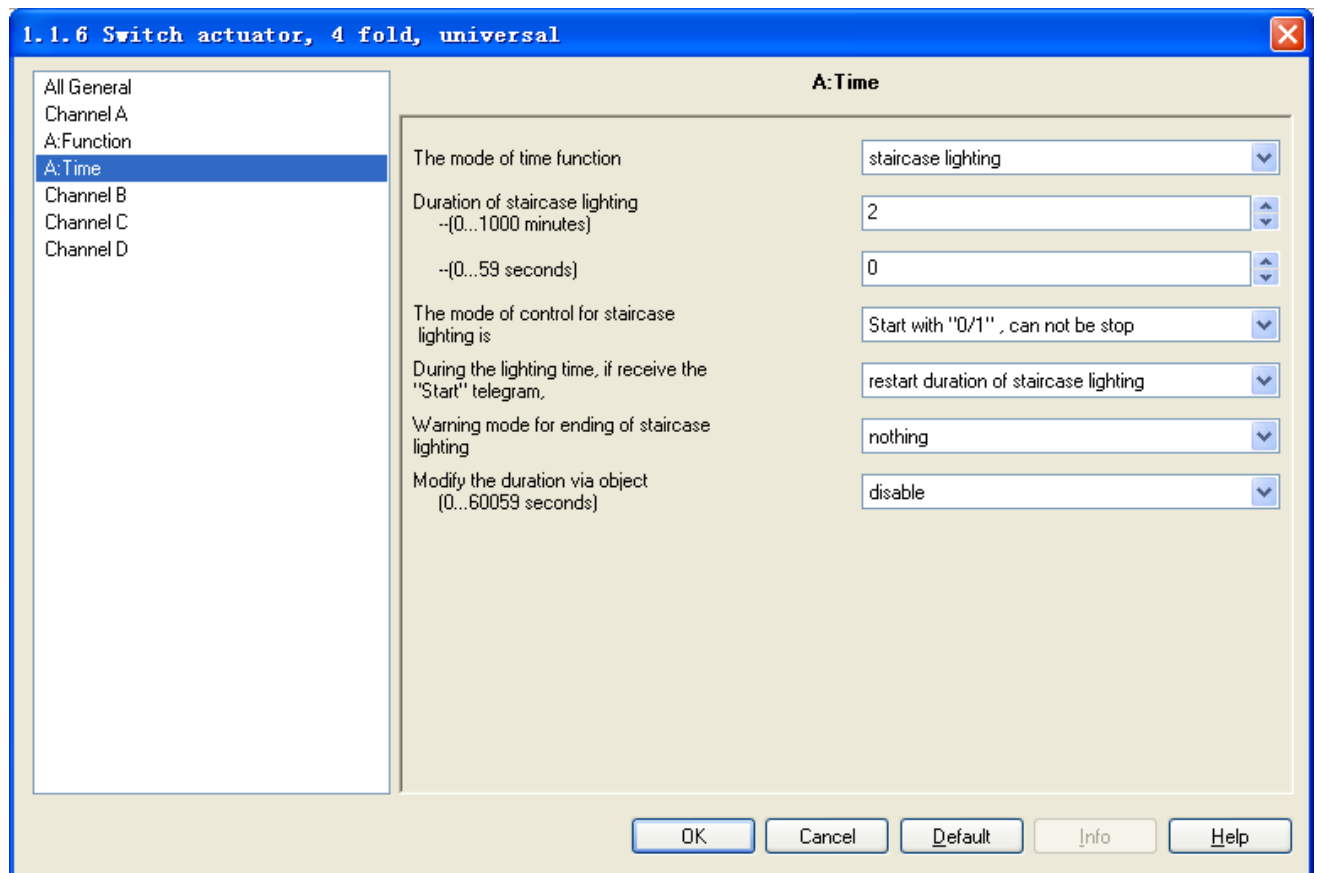 1.1.6 Switch actuator, 4 fold, universal
All General
Channel A
A:Function
A:Time
Channel B
Channel C
Channel D
A:Time
The mode of time function
staircase lighting
Duration of staircase lighting
--(0...1000 minutes)
2
--(0...59 seconds)
0
The mode of control for staircase
lighting is
Start with "0/1" , can not be stop
During the lighting time, if receive the
"Start" telegram,
restart duration of staircase lighting
Warning mode for ending of staircase
lighting
nothing
Modify the duration via object
(0...60059 seconds)
disable
OK
Cancel
Default
Info
Help